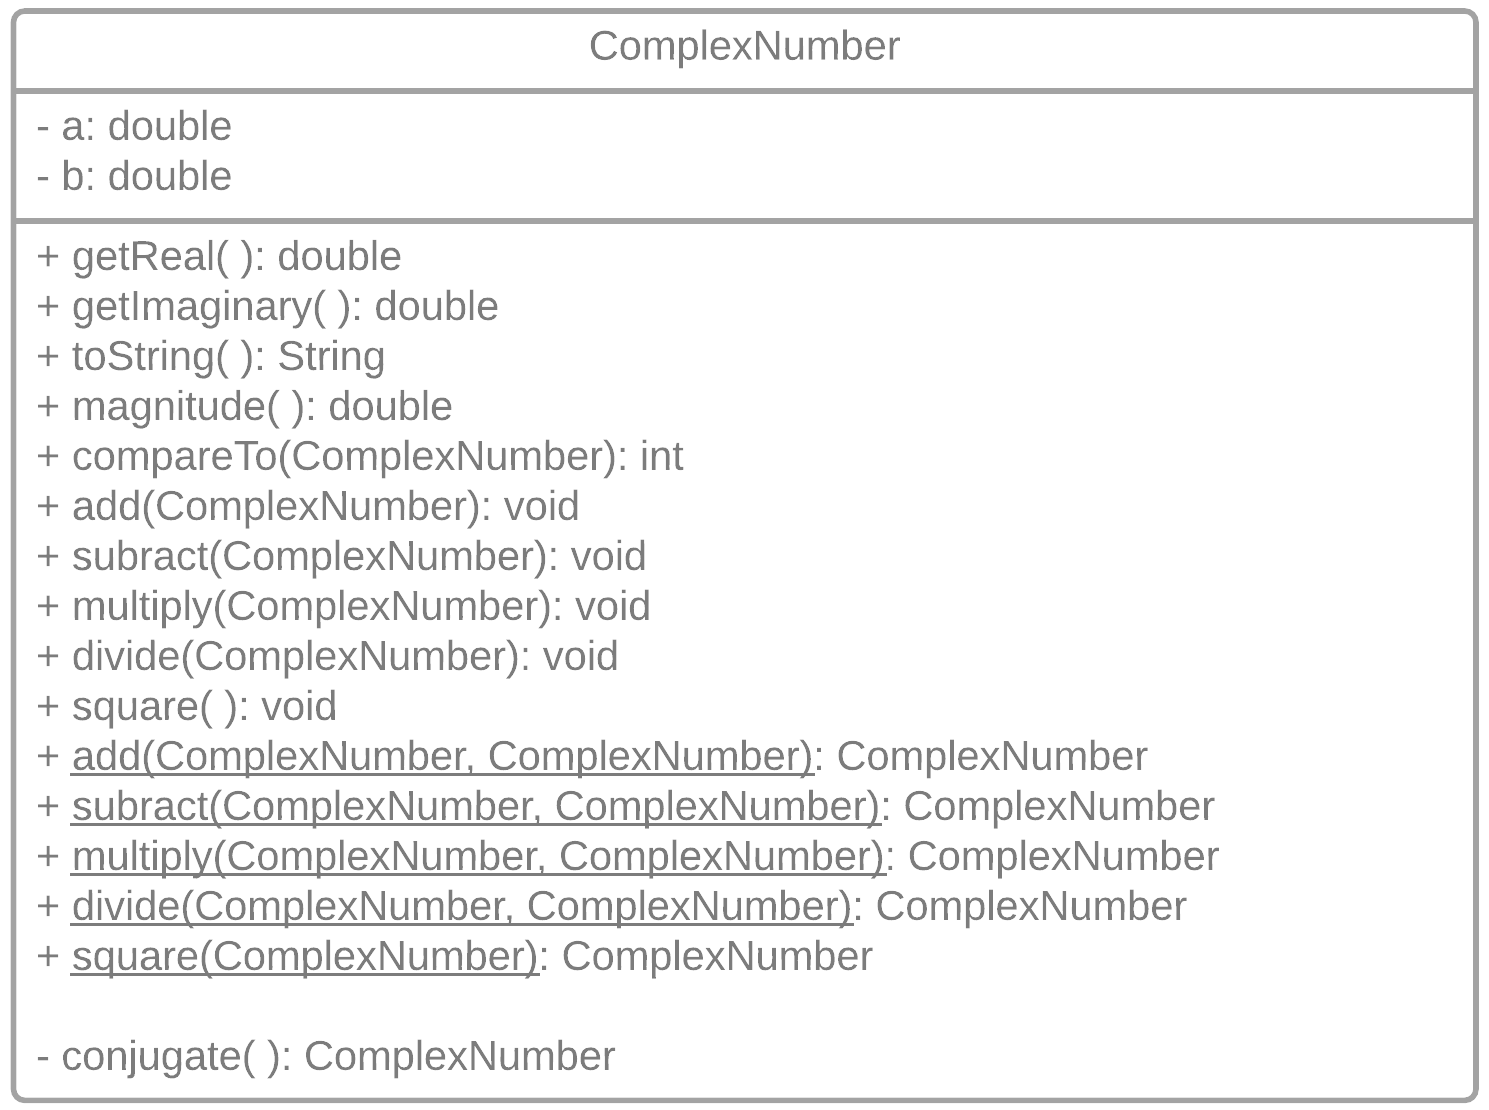 ComplexNumber
- a: double
- b: double
+ getReal( ): double
+ getImaginary( ): double
+ toString( ): String
+ magnitude( ): double
+ compareTo(ComplexNumber): int
+ add(ComplexNumber): void
+ subract(ComplexNumber): void
+ multiply(ComplexNumber): void
+ divide(ComplexNumber): void
+ square( ): void
+ add(ComplexNumber, ComplexNumber): ComplexNumber
+ subract(ComplexNumber, ComplexNumber): ComplexNumber
+ multiply(ComplexNumber, ComplexNumber): ComplexNumber
+ divide(ComplexNumber, ComplexNumber): ComplexNumber
+ square(ComplexNumber): ComplexNumber
- conjugate( ): ComplexNumber